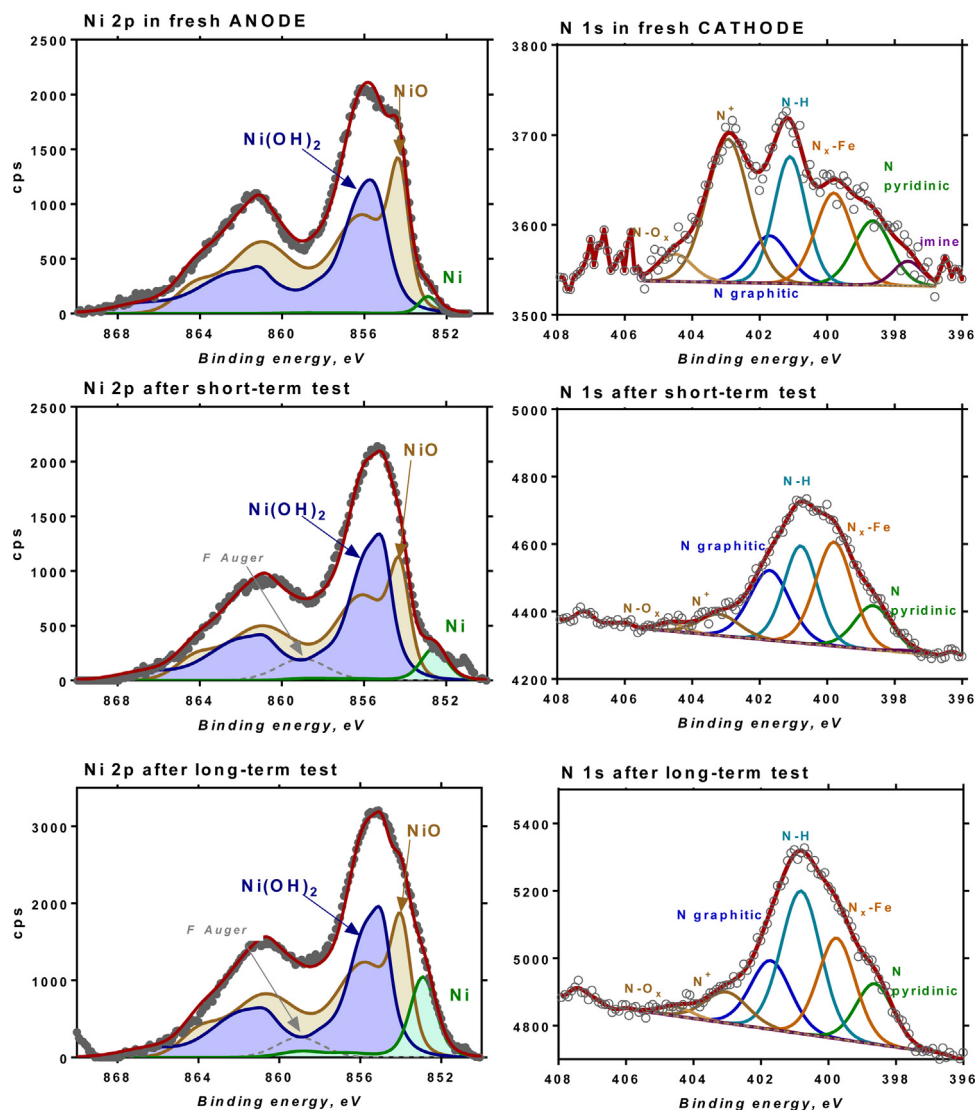 Ni 2p in fresh ANODE
2500
2000
1500
1000
500
0
cps
868
864
860
856
852
Binding energy, eV
Ni(OH)2
NiO
Ni
N 1s in fresh CATHODE
3800
3700
3600
3500
408
406
404
402
400
398
396
Binding energy, eV
N+
N-H
Nx-Fe
N
pyridinic
N-Ox
imine
N graphitic
Ni 2p after short-term test
2500
2000
1500
1000
500
0
cps
868
864
860
856
852
Binding energy, eV
NiO
Ni(OH)2
F Auger
Ni
N 1s after short-term test
5000
4800
4600
4400
4200
408
406
404
402
400
398
396
Binding energy, eV
N-H
Nx-Fe
N graphitic
N
pyridinic
N-Ox
N+
Ni 2p after long-term test
3000
2000
1000
0
cps
868
864
860
856
852
Binding energy, eV
NiO
Ni(OH)2
F Auger
Ni
N 1s after long-term test
5400
5200
5000
4800
408
406
404
402
400
398
396
Binding energy, eV
N-H
Nx-Fe
N graphitic
N
pyridinic
N-Ox
N+